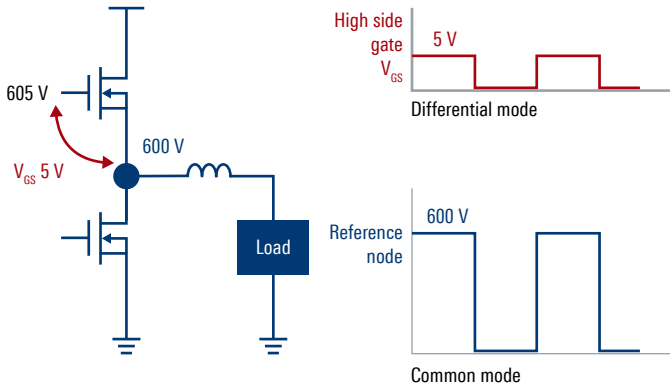 605 V
V_GS 5 V
600 V
Load
High side
gate
V_GS
5 V
Differential mode
600 V
Reference
node
Common mode